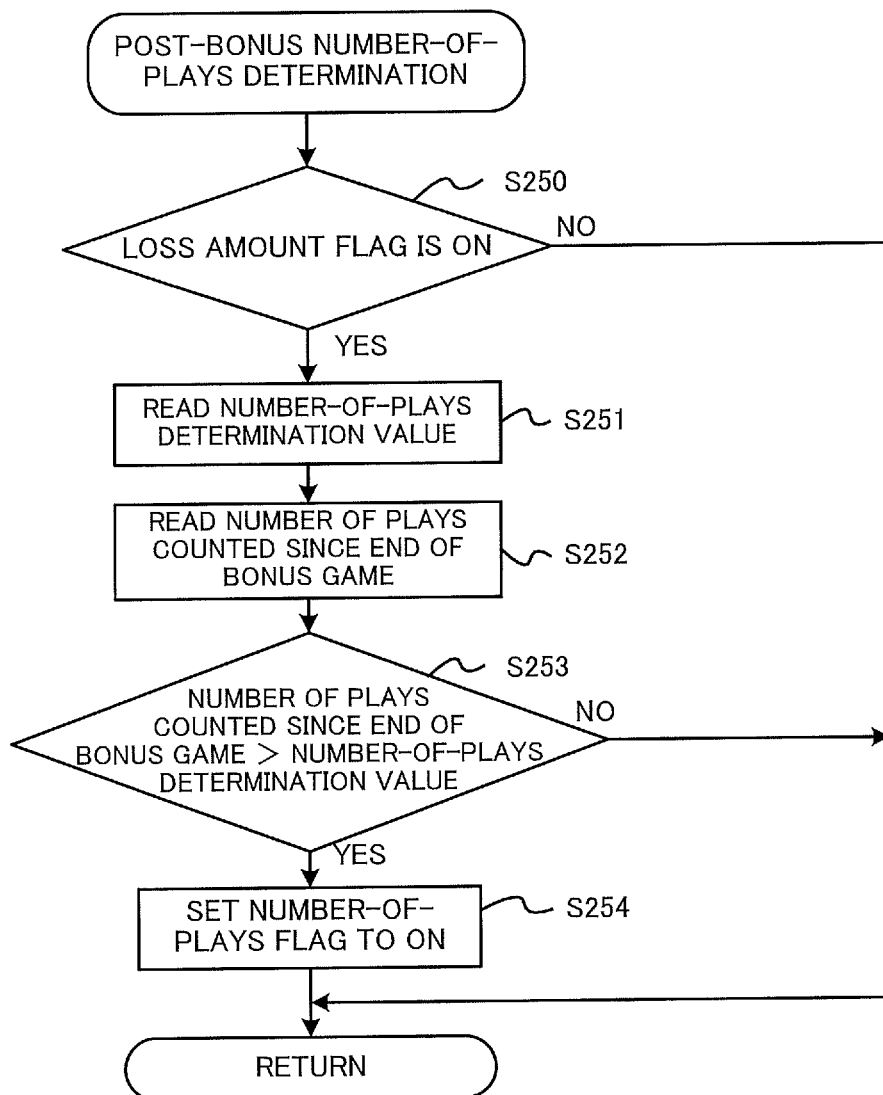 POST-BONUS NUMBER-OF-
PLAYS DETERMINATION
S250
LOSS AMOUNT FLAG IS ON
NO
YES
READ NUMBER-OF-PLAYS
DETERMINATION VALUE
S251
READ NUMBER OF PLAYS
COUNTED SINCE END OF
BONUS GAME
S252
S253
NUMBER OF PLAYS
COUNTED SINCE END OF
BONUS GAME > NUMBER-OF-PLAYS
DETERMINATION VALUE
NO
YES
SET NUMBER-OF-
PLAYS FLAG TO ON
S254
RETURN